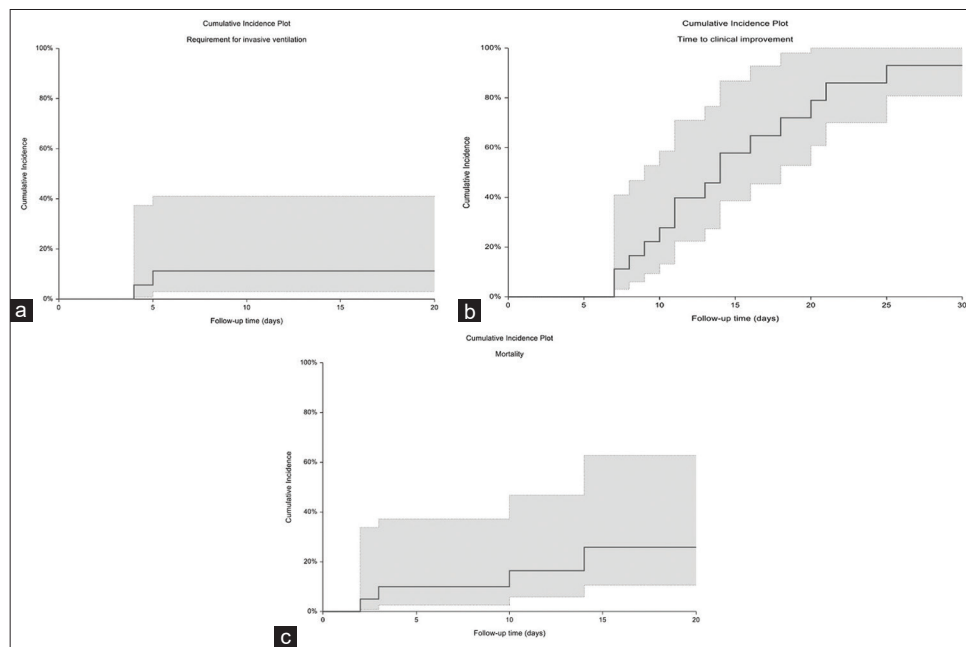 Cumulative Incidence Plot
Requirement for invasive ventilation
100%
80%
60%
40%
20%
0%
Cumulative Incidence
0 5 10 15 20
Follow-up time (days)
a
Cumulative Incidence Plot
Time to clinical improvement
100%
80%
60%
40%
20%
0%
Cumulative Incidence
0 5 10 15 20 25 30
Follow-up time (days)
b
Cumulative Incidence Plot
Mortality
100%
80%
60%
40%
20%
0%
Cumulative Incidence
0 5 10 15 20
Follow-up time (days)
c